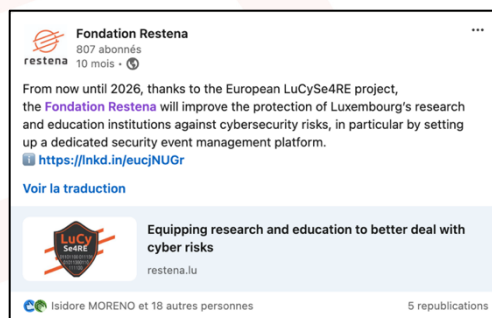 Fondation Restena
807 abonnés
10 mois •
restena
From now until 2026, thanks to the European LuCySe4RE project,
the Fondation Restena will improve the protection of Luxembourg's research
and education institutions against cybersecurity risks, in particular by setting
up a dedicated security event management platform.
https://lnkd.in/eucjNUGr
Voir la traduction
LuCy
Se4RE
Equipping research and education to better deal with
cyber risks
restena.lu
Isidore MORENO et 18 autres personnes
5 republications